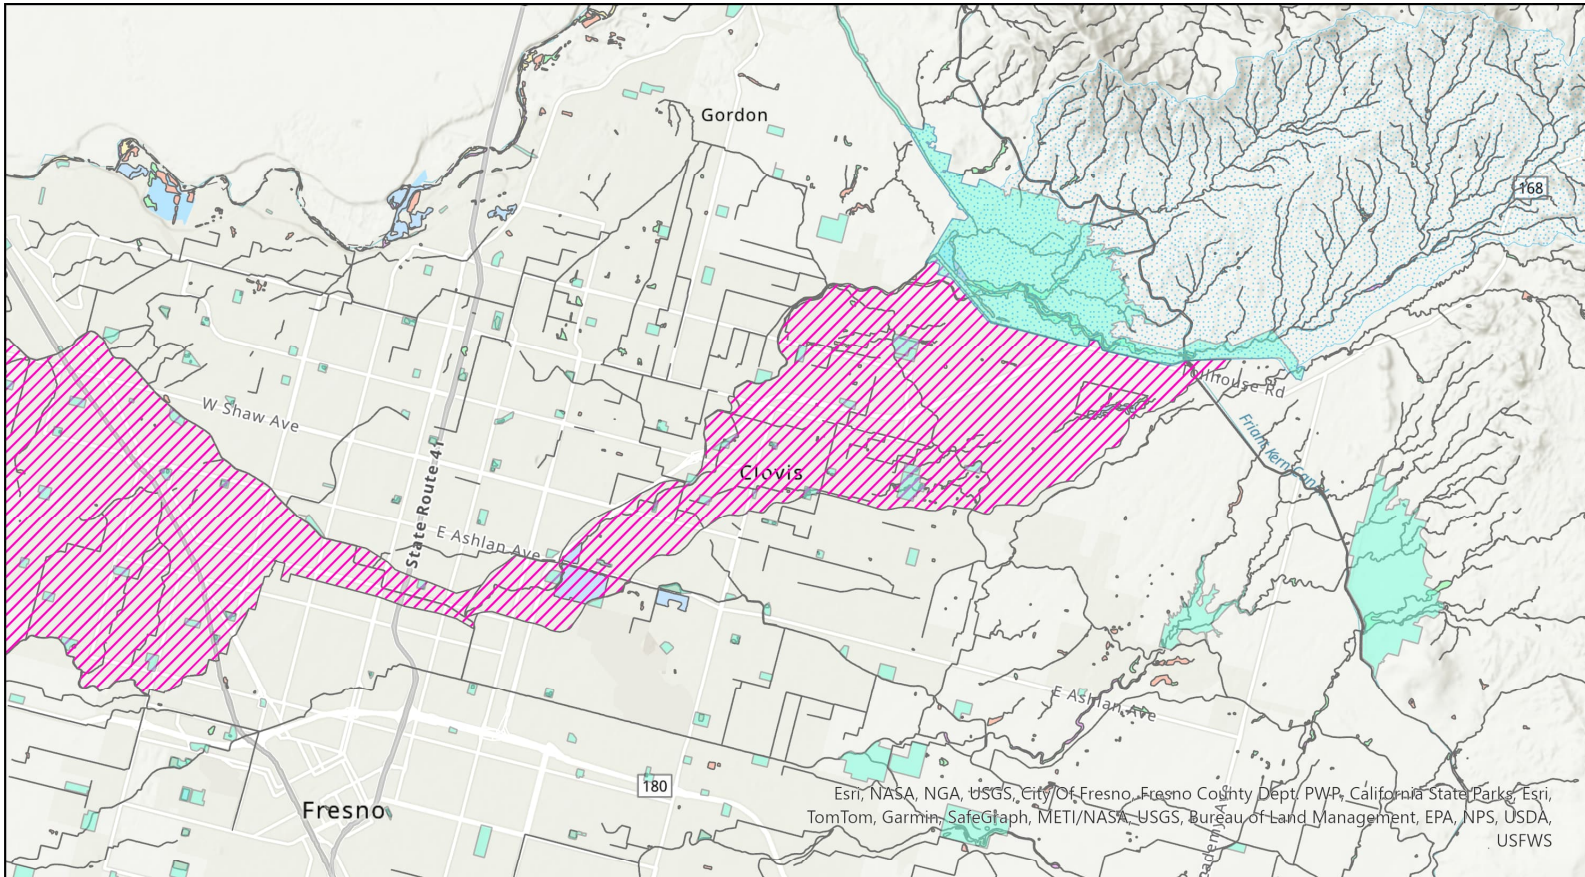 Gordon
168
W Shaw Ave
State Route 41
Clovis
E Ashlan Ave
Friant Kern Canal
E Ashlan Ave
180
Fresno
Esri, NASA, NGA, USGS, City Of Fresno, Fresno County Dept. PWP, California State Parks, Esri,
TomTom, Garmin, SafeGraph, METI/NASA, USGS, Bureau of Land Management, EPA, NPS, USDA,
USFWS